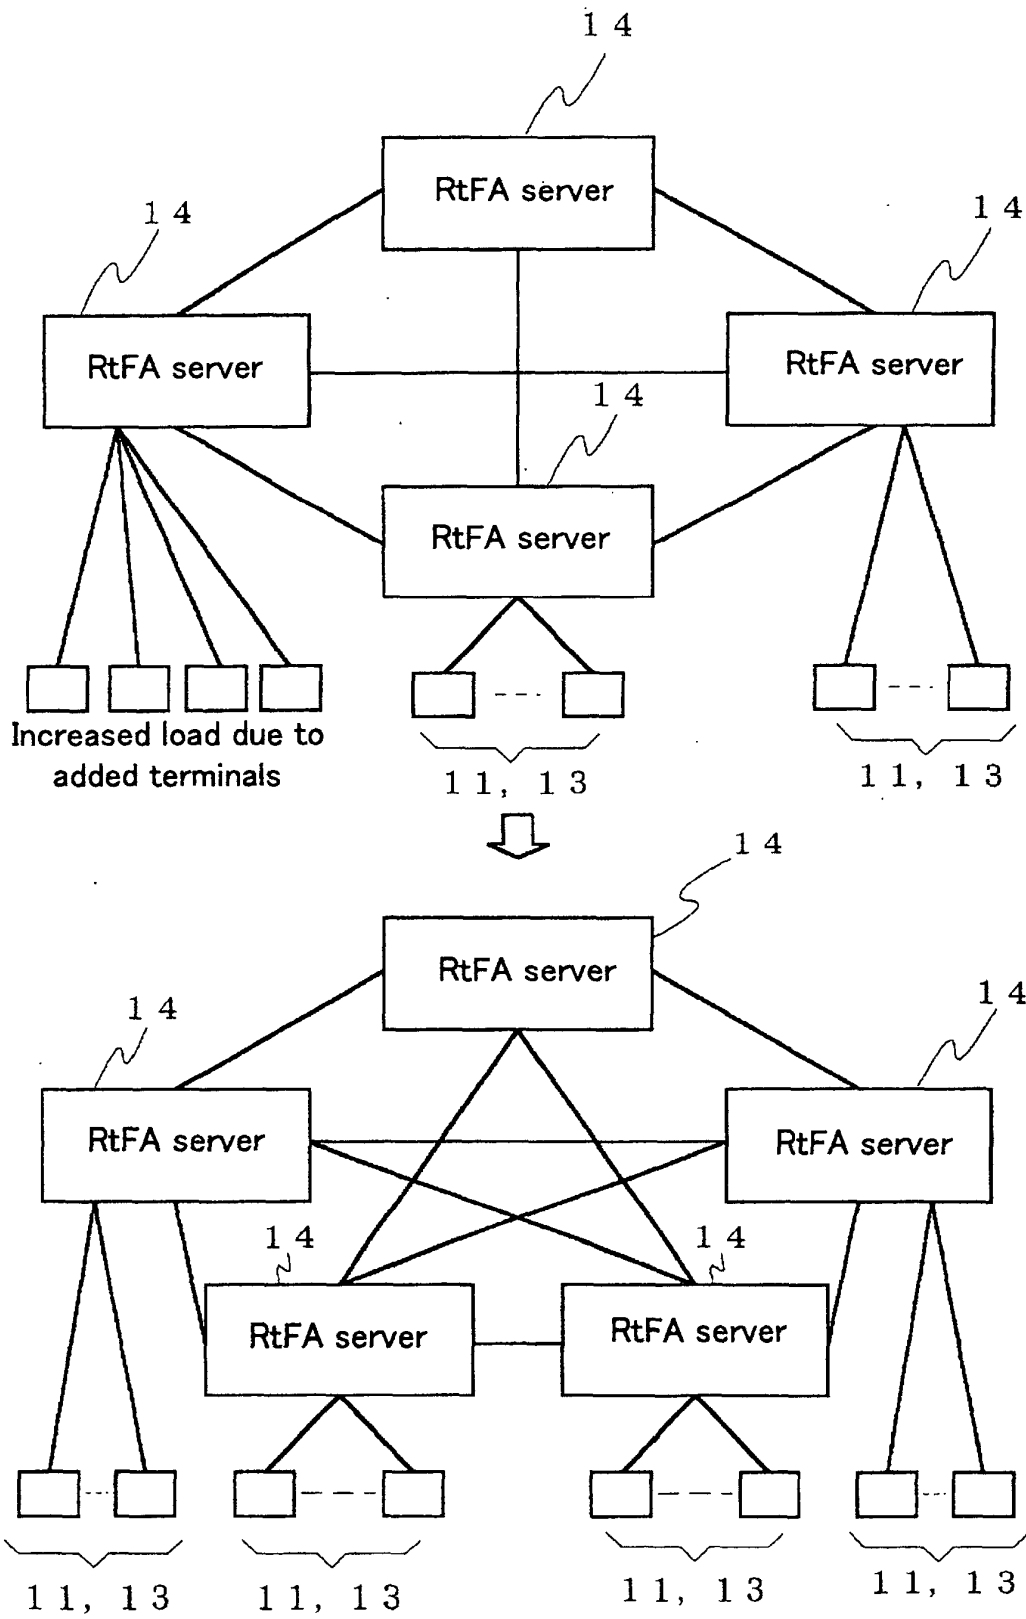 14
RtFA server
14
14
RtFA server
RtFA server
14
RtFA server
Increased load due to
added terminals
11, 13
11, 13
14
RtFA server
14
14
RtFA server
RtFA server
14
14
RtFA server
RtFA server
11, 13
11, 13
11, 13
11, 13